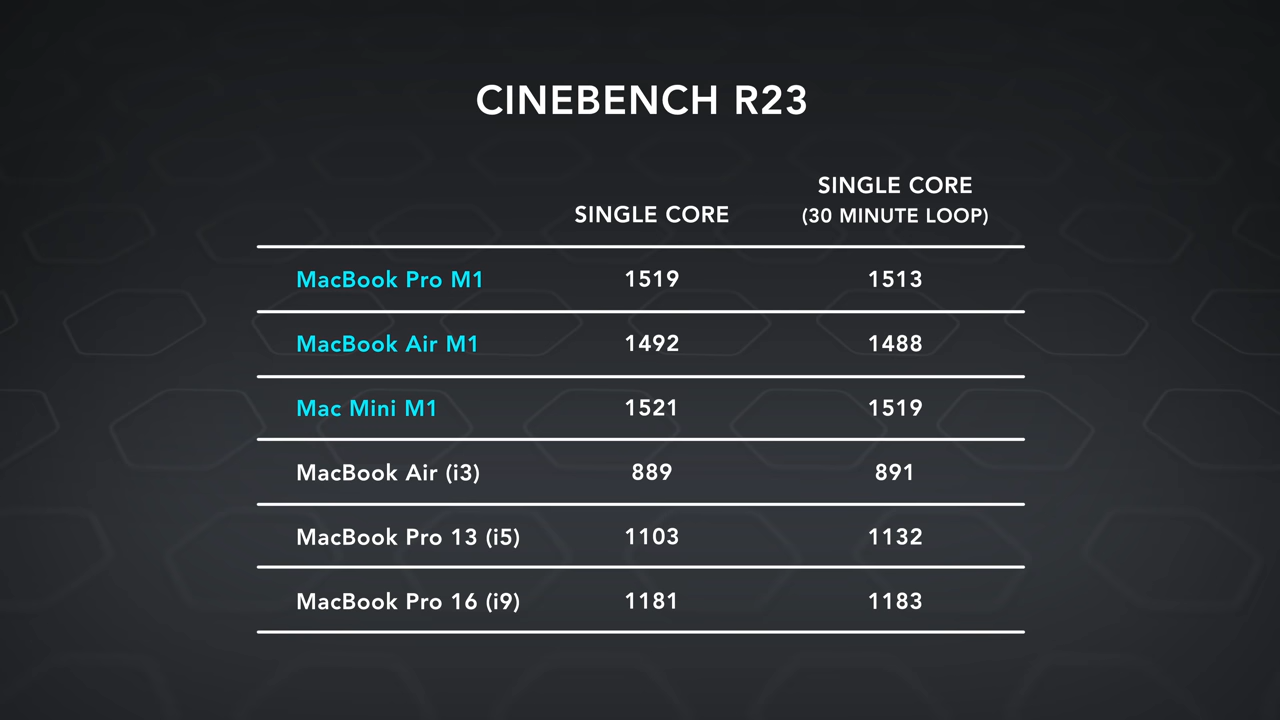 CINEBENCH R23
SINGLE CORE
SINGLE CORE
(30 MINUTE LOOP)
MacBook Pro M1 1519 1513
MacBook Air M1 1492 1488
Mac Mini M1 1521 1519
MacBook Air (i3) 889 891
MacBook Pro 13 (i5) 1103 1132
MacBook Pro 16 (i9) 1181 1183